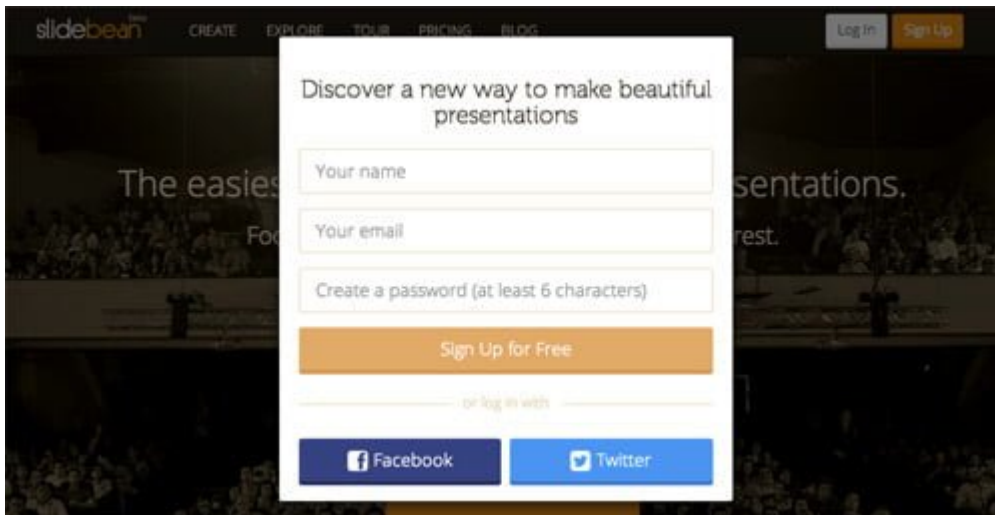 slidebean beta
CREATE EXPLORE TOUR PRICING BLOG
Log In Sign Up
Discover a new way to make beautiful
presentations
The easies sentations.
Foc rest.
Your name
Your email
Create a password (at least 6 characters)
Sign Up for Free
or log in with
Facebook Twitter